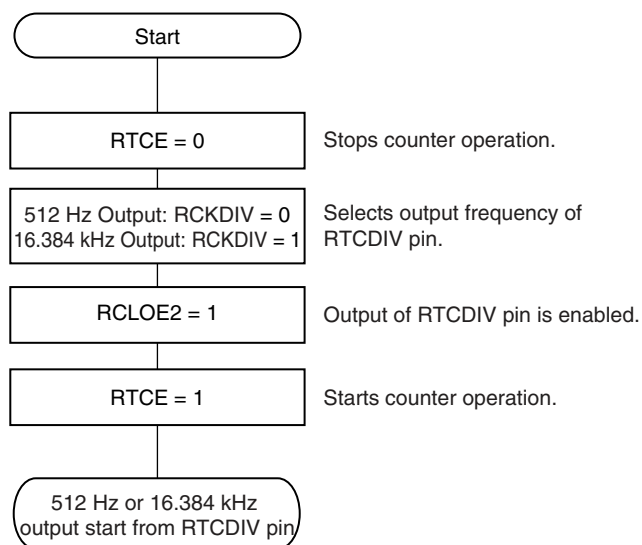 Start
RTCE = 0
Stops counter operation.
512 Hz Output: RCKDIV = 0
16.384 kHz Output: RCKDIV = 1
Selects output frequency of
RTCDIV pin.
RCLOE2 = 1
Output of RTCDIV pin is enabled.
RTCE = 1
Starts counter operation.
512 Hz or 16.384 kHz
output start from RTCDIV pin